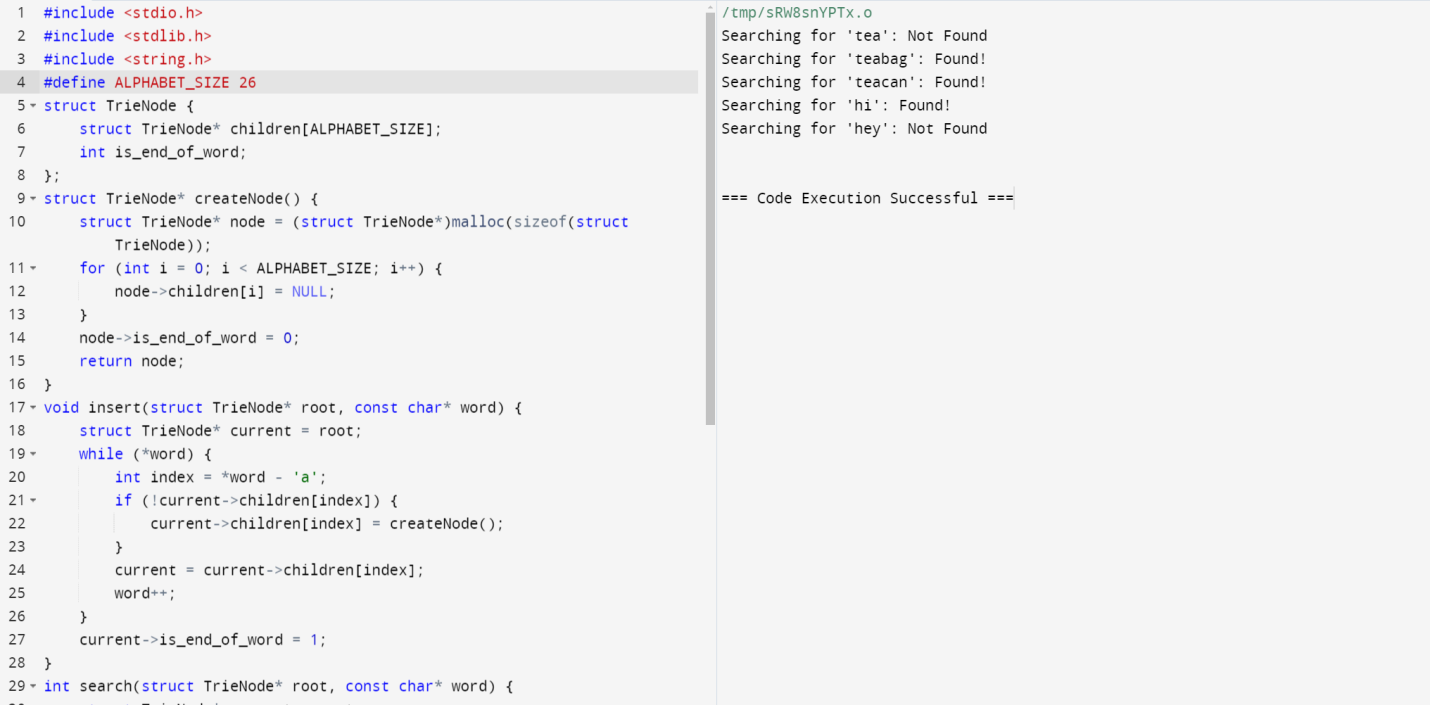 1 #include <stdio.h>
2 #include <stdlib.h>
3 #include <string.h>
4 #define ALPHABET_SIZE 26
5 struct TrieNode {
6     struct TrieNode* children[ALPHABET_SIZE];
7     int is_end_of_word;
8 };
9 struct TrieNode* createNode() {
10     struct TrieNode* node = (struct TrieNode*)malloc(sizeof(struct
        TrieNode));
11     for (int i = 0; i < ALPHABET_SIZE; i++) {
12         node->children[i] = NULL;
13     }
14     node->is_end_of_word = 0;
15     return node;
16 }
17 void insert(struct TrieNode* root, const char* word) {
18     struct TrieNode* current = root;
19     while (*word) {
20         int index = *word - 'a';
21         if (!current->children[index]) {
22             current->children[index] = createNode();
23         }
24         current = current->children[index];
25         word++;
26     }
27     current->is_end_of_word = 1;
28 }
29 int search(struct TrieNode* root, const char* word) {
/tmp/sRW8snYPTx.o
Searching for 'tea': Not Found
Searching for 'teabag': Found!
Searching for 'teacan': Found!
Searching for 'hi': Found!
Searching for 'hey': Not Found
=== Code Execution Successful ===